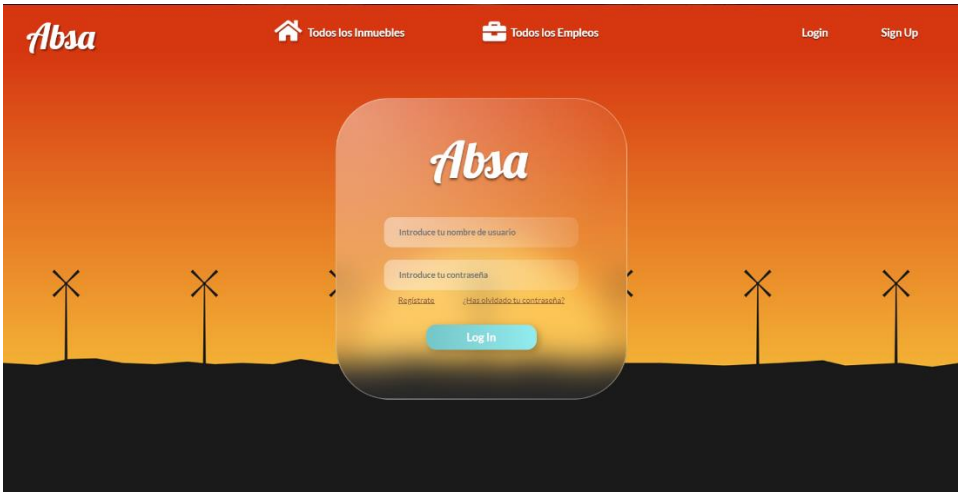 Absa
Todos los Inmuebles
Todos los Empleos
Login
Sign Up
Absa
Introduce tu nombre de usuario
Introduce tu contraseña
Registrate
¿Has olvidado tu contraseña?
Log In